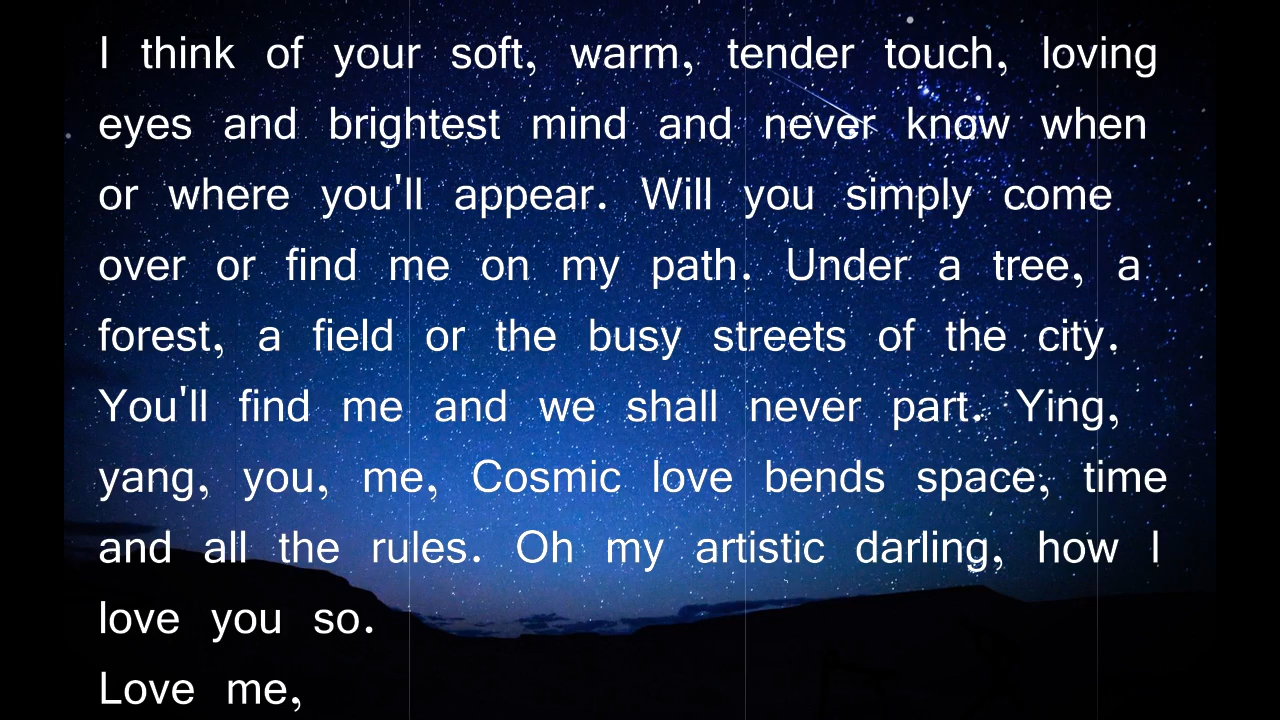 I think of your soft, warm, tender touch, loving
eyes and brightest mind and never know when
or where you'll appear. Will you simply come
over or find me on my path. Under a tree, a
forest, a field or the busy streets of the city.
You'll find me and we shall never part. Ying,
yang, you, me, Cosmic love bends space, time
and all the rules. Oh my artistic darling, how I
love you so.
Love me,